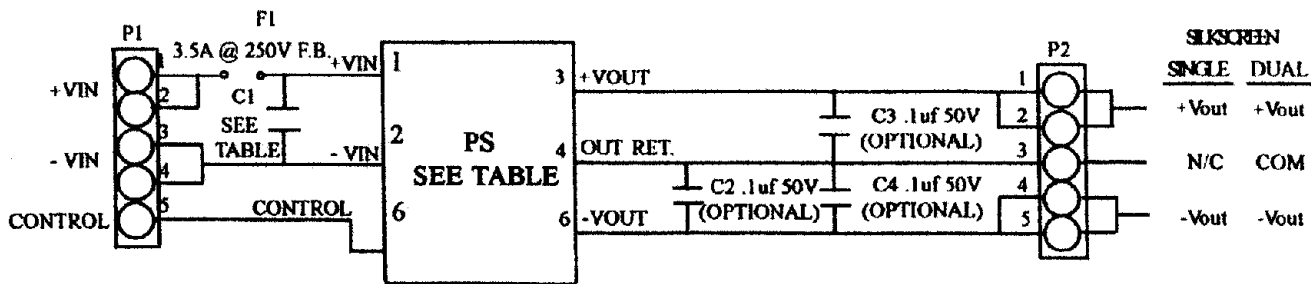 P1
F1
3.5A @ 250V F.B.
+VIN
- VIN
CONTROL
1
2
3
4
5
C1
SEE
TABLE
+VIN
- VIN
CONTROL
1
2
6
PS
SEE TABLE
3
4
6
+VOUT
OUT RET.
-VOUT
C2 .1uf 50V
(OPTIONAL)
C3 .1uf 50V
(OPTIONAL)
C4 .1uf 50V
(OPTIONAL)
P2
1
2
3
4
5
SILKSCREEN
SINGLE DUAL
+Vout +Vout
N/C COM
-Vout -Vout